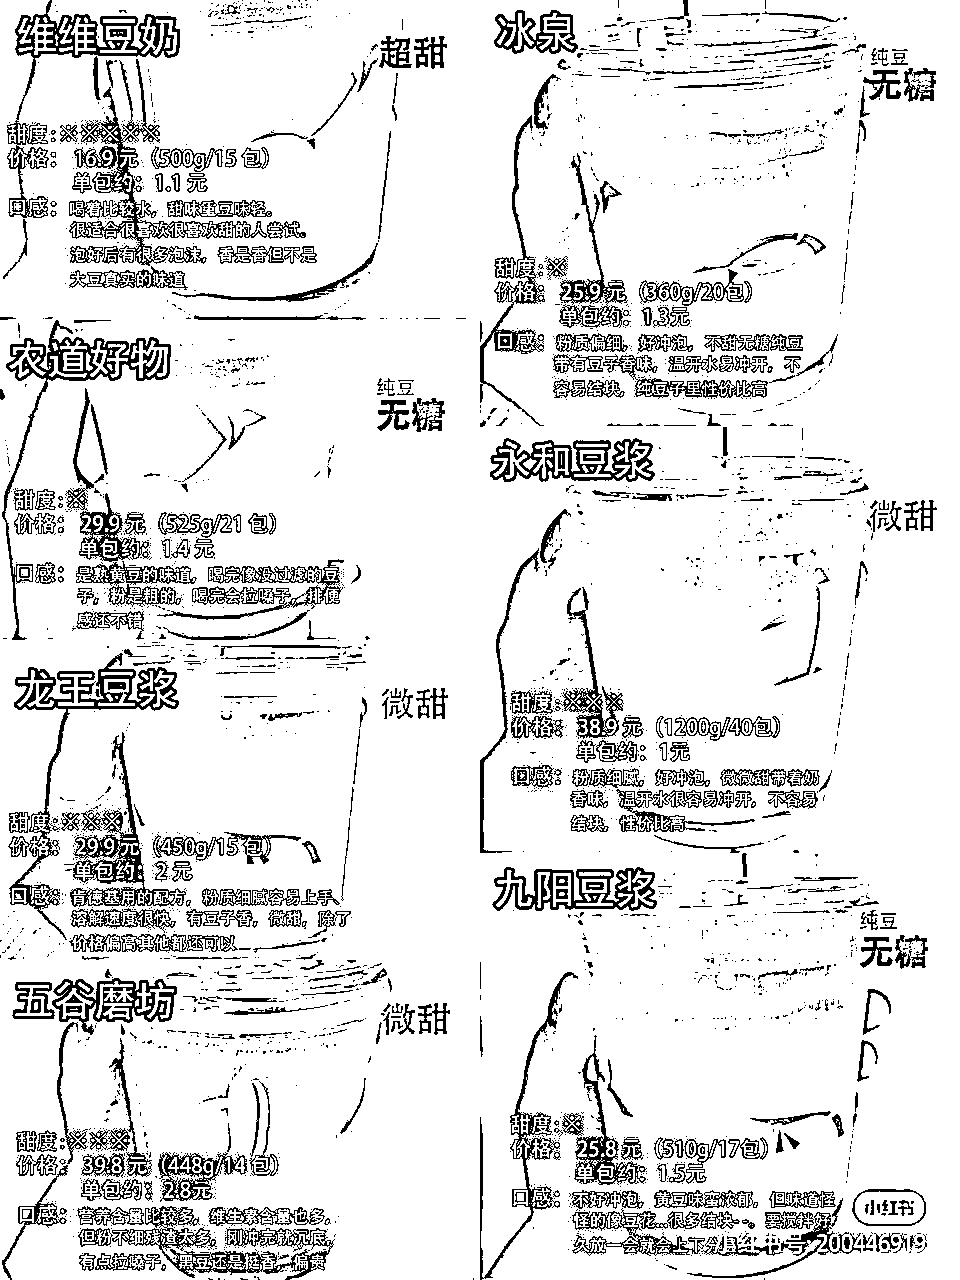 维维豆奶
超甜
甜度:※※※※※
价格: 16.9元（500g/15 包）
单包约: 1.1 元
口感: 喝着比较水，甜味重豆味轻。
很适合很喜欢很喜欢甜的人尝试。
泡好后有很多泡沫，香是香但不是
大豆真实的味道
农道好物
纯豆
无糖
甜度:※
价格: 29.9 元（525g/21 包）
单包约: 1.4 元
口感: 是熟黄豆的味道，喝完像没过滤的豆
子，粉是粗的，喝完会拉嗓子，排便
感还不错
龙王豆浆
微甜
甜度:※※※
价格: 29.9元（450g/15 包）
单包约: 2 元
口感: 肯德基用的配方，粉质细腻容易上手、
溶解速度很快，有豆子香，微甜，除了
价格偏高其他都还可以
五谷磨坊
微甜
甜度:※※※
价格: 39.8 元（448g/14 包）
单包约: 2.8元
口感: 营养含量比较多，维生素含量也多，
但粉不细残渣太多，刚冲完就沉底，
有点拉嗓子，黑豆还是挺香，偏贵
冰泉
纯豆
无糖
甜度:※
价格: 25.9 元（360g/20包）
单包约: 1.3元
口感: 粉质偏细，好冲泡，不甜无糖纯豆
带有豆子香味，温开水易冲开，不
容易结块，纯豆子里性价比高
永和豆浆
微甜
甜度:※※※
价格: 38.9 元（1200g/40包）
单包约: 1元
口感: 粉质细腻，好冲泡，微微甜带着奶
香味，温开水很容易冲开，不容易
结块，性价比高
九阳豆浆
纯豆
无糖
甜度:※
价格: 25.8 元（510g/17包）
单包约: 1.5元
口感: 不好冲泡，黄豆味蛮浓郁，但味道怪
怪的像豆花...很多结块--。要搅拌好
久放一会就会上下分层
小红书
小红书号 200446919